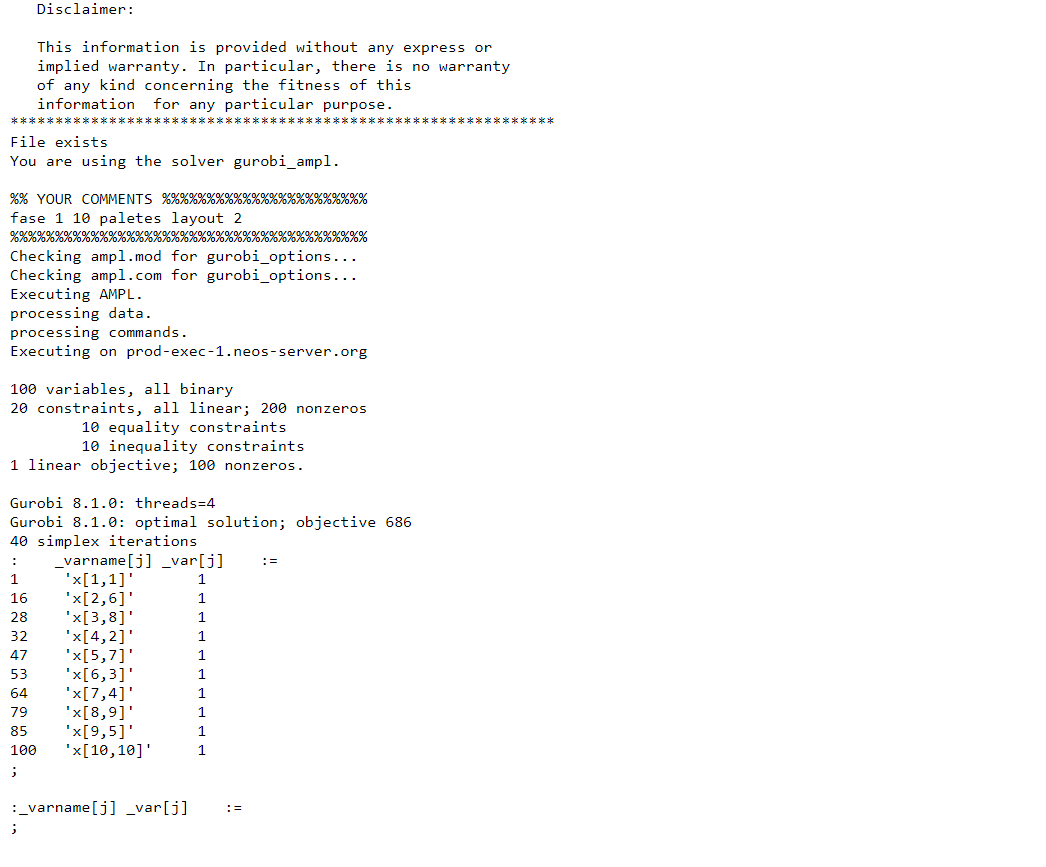 Disclaimer:
This information is provided without any express or
implied warranty. In particular, there is no warranty
of any kind concerning the fitness of this
information  for any particular purpose.
*************************************************************
File exists
You are using the solver gurobi_ampl.
%% YOUR COMMENTS %%%%%%%%%%%%%%%%%%%%%%%
fase 1 10 paletes layout 2
%%%%%%%%%%%%%%%%%%%%%%%%%%%%%%%%%%%%%%%%
Checking ampl.mod for gurobi_options...
Checking ampl.com for gurobi_options...
Executing AMPL.
processing data.
processing commands.
Executing on prod-exec-1.neos-server.org
100 variables, all binary
20 constraints, all linear; 200 nonzeros
        10 equality constraints
        10 inequality constraints
1 linear objective; 100 nonzeros.
Gurobi 8.1.0: threads=4
Gurobi 8.1.0: optimal solution; objective 686
40 simplex iterations
:    _varname[j] _var[j]    :=
1     'x[1,1]'       1
16    'x[2,6]'       1
28    'x[3,8]'       1
32    'x[4,2]'       1
47    'x[5,7]'       1
53    'x[6,3]'       1
64    'x[7,4]'       1
79    'x[8,9]'       1
85    'x[9,5]'       1
100   'x[10,10]'     1
;
:_varname[j] _var[j]    :=
;